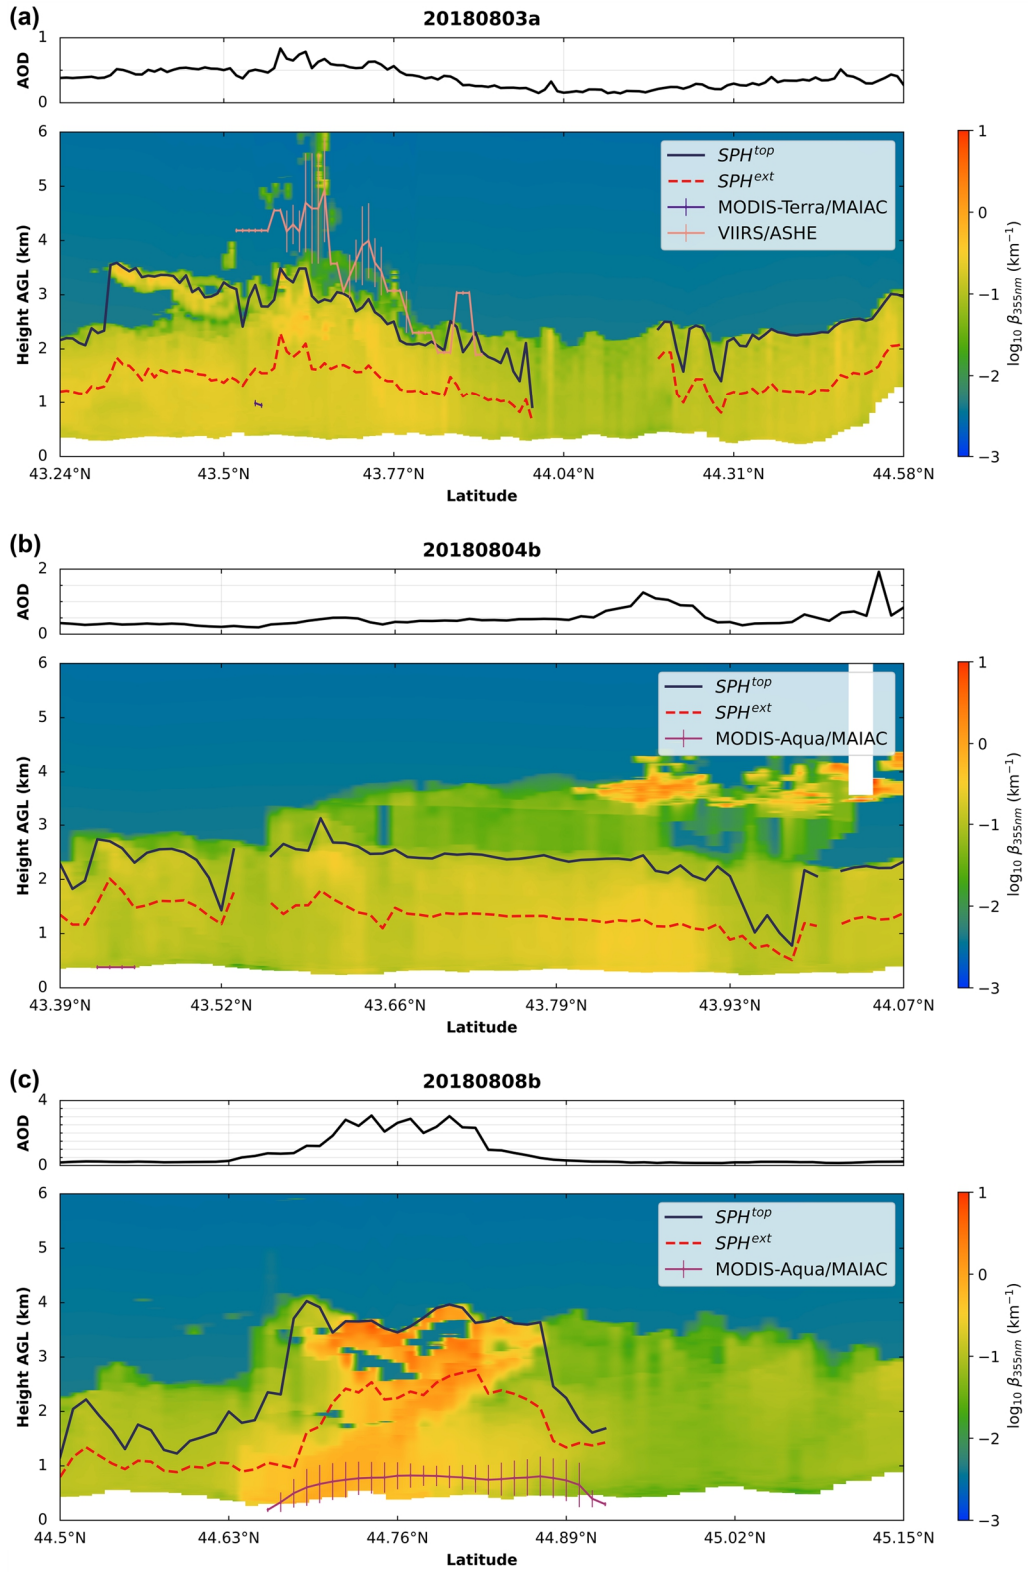 (a)
20180803a
AOD
1
0
Height AGL (km)
6
5
4
3
2
1
0
SPH^top
SPH^ext
MODIS-Terra/MAIAC
VIIRS/ASHE
43.24°N 43.5°N 43.77°N 44.04°N 44.31°N 44.58°N
Latitude
1
0
−1
−2
−3
log10 β355nm (km−1)
(b)
20180804b
AOD
2
0
Height AGL (km)
6
5
4
3
2
1
0
SPH^top
SPH^ext
MODIS-Aqua/MAIAC
43.39°N 43.52°N 43.66°N 43.79°N 43.93°N 44.07°N
Latitude
1
0
−1
−2
−3
log10 β355nm (km−1)
(c)
20180808b
AOD
4
0
Height AGL (km)
6
5
4
3
2
1
0
SPH^top
SPH^ext
MODIS-Aqua/MAIAC
44.5°N 44.63°N 44.76°N 44.89°N 45.02°N 45.15°N
Latitude
1
0
−1
−2
−3
log10 β355nm (km−1)